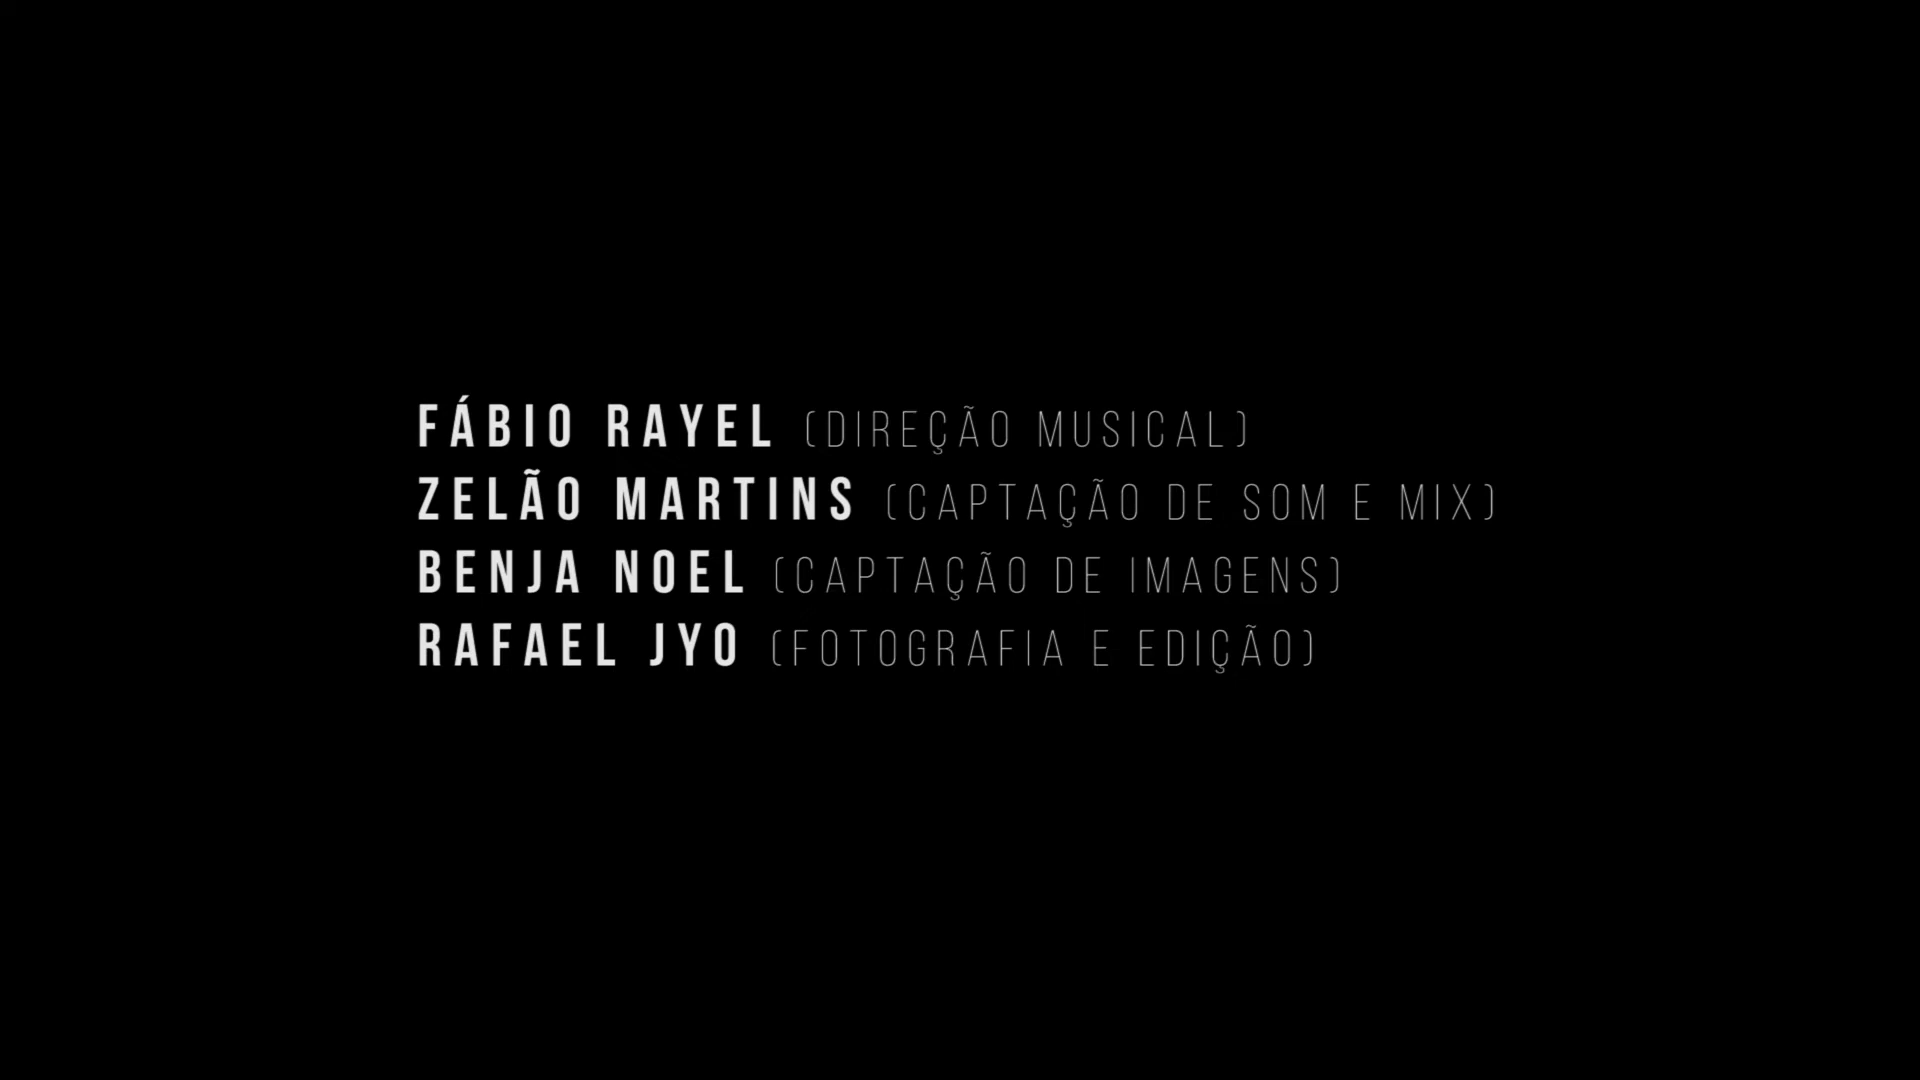 FÁBIO RAYEL (DIREÇÃO MUSICAL)
ZELÃO MARTINS (CAPTAÇÃO DE SOM E MIX)
BENJA NOEL (CAPTAÇÃO DE IMAGENS)
RAFAEL JYO (FOTOGRAFIA E EDIÇÃO)